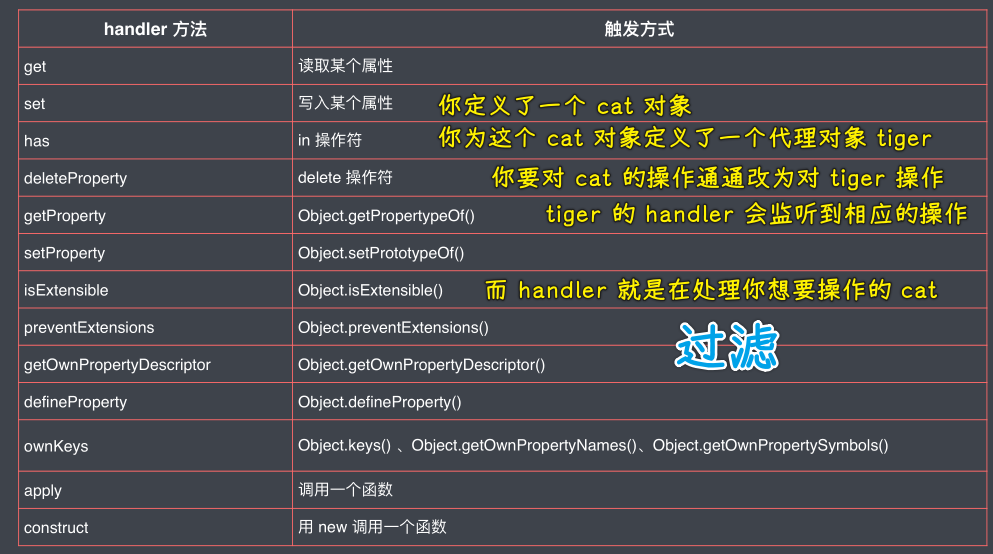 handler 方法 触发方式
get 读取某个属性
set 写入某个属性 你定义了一个 cat 对象
has in 操作符 你为这个 cat 对象定义了一个代理对象 tiger
deleteProperty delete 操作符 你要对 cat 的操作通通改为对 tiger 操作
getProperty Object.getPropertypeOf() tiger 的 handler 会监听到相应的操作
setProperty Object.setPrototypeOf()
isExtensible Object.isExtensible() 而 handler 就是在处理你想要操作的 cat
preventExtensions Object.preventExtensions()
过滤
getOwnPropertyDescriptor Object.getOwnPropertyDescriptor()
defineProperty Object.defineProperty()
ownKeys Object.keys() 、Object.getOwnPropertyNames()、Object.getOwnPropertySymbols()
apply 调用一个函数
construct 用 new 调用一个函数